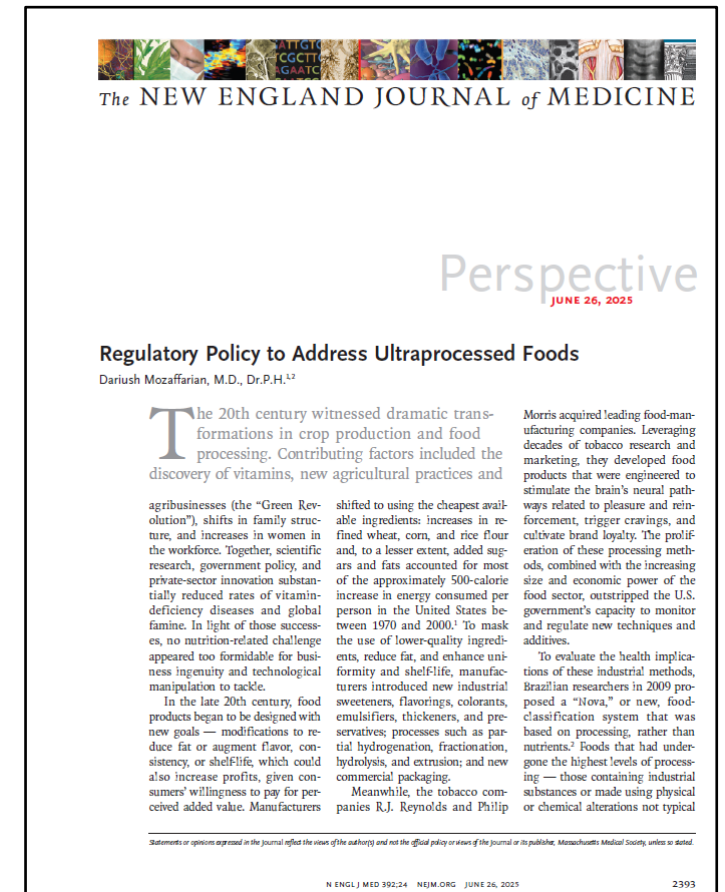 ATTGTC
CGCTT
AGAATC
The NEW ENGLAND JOURNAL of MEDICINE
Perspective
JUNE 26, 2025
Regulatory Policy to Address Ultraprocessed Foods
Dariush Mozaffarian, M.D., Dr.P.H.1,2
The 20th century witnessed dramatic trans-
formations in crop production and food
processing. Contributing factors included the
discovery of vitamins, new agricultural practices and
agribusinesses (the “Green Rev-
olution”), shifts in family struc-
ture, and increases in women in
the workforce. Together, scientific
research, government policy, and
private-sector innovation substan-
tially reduced rates of vitamin-
deficiency diseases and global
famine. In light of those success-
es, no nutrition-related challenge
appeared too formidable for busi-
ness ingenuity and technological
manipulation to tackle.
In the late 20th century, food
products began to be designed with
new goals — modifications to re-
duce fat or augment flavor, con-
sistency, or shelf-life, which could
also increase profits, given con-
sumers’ willingness to pay for per-
ceived added value. Manufacturers
shifted to using the cheapest avail-
able ingredients: increases in re-
fined wheat, corn, and rice flour
and, to a lesser extent, added sug-
ars and fats accounted for most
of the approximately 500-calorie
increase in energy consumed per
person in the United States be-
tween 1970 and 2000.1 To mask
the use of lower-quality ingredi-
ents, reduce fat, and enhance uni-
formity and shelf-life, manufac-
turers introduced new industrial
sweeteners, flavorings, colorants,
emulsifiers, thickeners, and pre-
servatives; processes such as par-
tial hydrogenation, fractionation,
hydrolysis, and extrusion; and new
commercial packaging.
Meanwhile, the tobacco com-
panies R.J. Reynolds and Philip
Morris acquired leading food-man-
ufacturing companies. Leveraging
decades of tobacco research and
marketing, they developed food
products that were engineered to
stimulate the brain’s neural path-
ways related to pleasure and rein-
forcement, trigger cravings, and
cultivate brand loyalty. The prolif-
eration of these processing meth-
ods, combined with the increasing
size and economic power of the
food sector, outstripped the U.S.
government’s capacity to monitor
and regulate new techniques and
additives.
To evaluate the health implica-
tions of these industrial methods,
Brazilian researchers in 2009 pro-
posed a “Nova,” or new, food-
classification system that was
based on processing, rather than
nutrients.2 Foods that had under-
gone the highest levels of process-
ing — those containing industrial
substances or made using physical
or chemical alterations not typical
Statements or opinions expressed in the Journal reflect the views of the author(s) and not the official policy or views of the Journal or its publisher, Massachusetts Medical Society, unless so stated.
N ENGL J MED 392;24 NEJM.ORG JUNE 26, 2025
2393